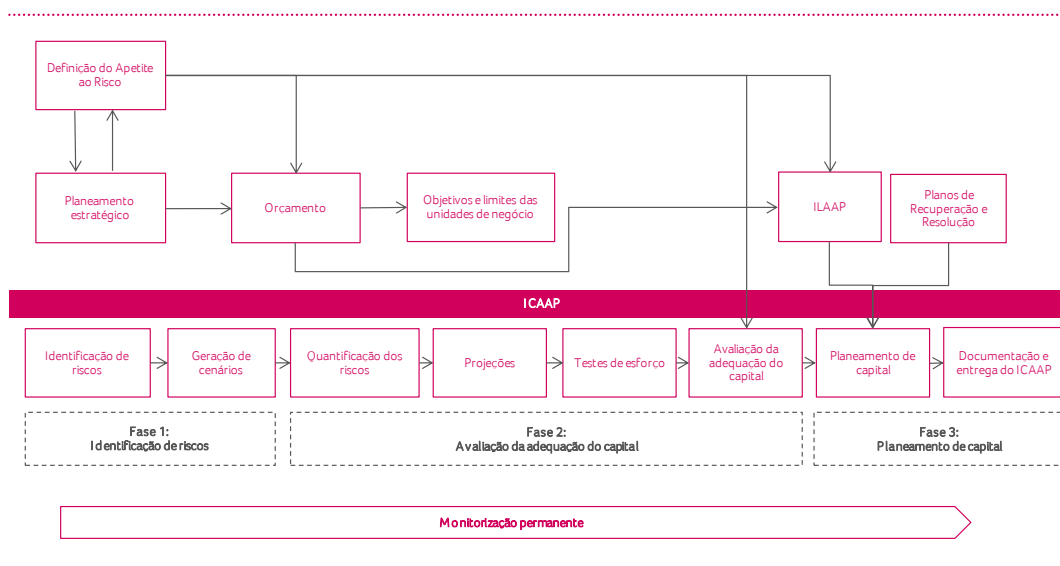 Definição do Apetite
ao Risco
Planeamento
estratégico
Orçamento
Objetivos e limites das
unidades de negócio
ILAAP
Planos de
Recuperação e
Resolução
ICAAP
Identificação de
riscos
Geração de
cenários
Quantificação dos
riscos
Projeções
Testes de esforço
Avaliação da
adequação do
capital
Planeamento de
capital
Documentação e
entrega do ICAAP
Fase 1:
Identificação de riscos
Fase 2:
Avaliação da adequação do capital
Fase 3:
Planeamento de capital
Monitorização permanente